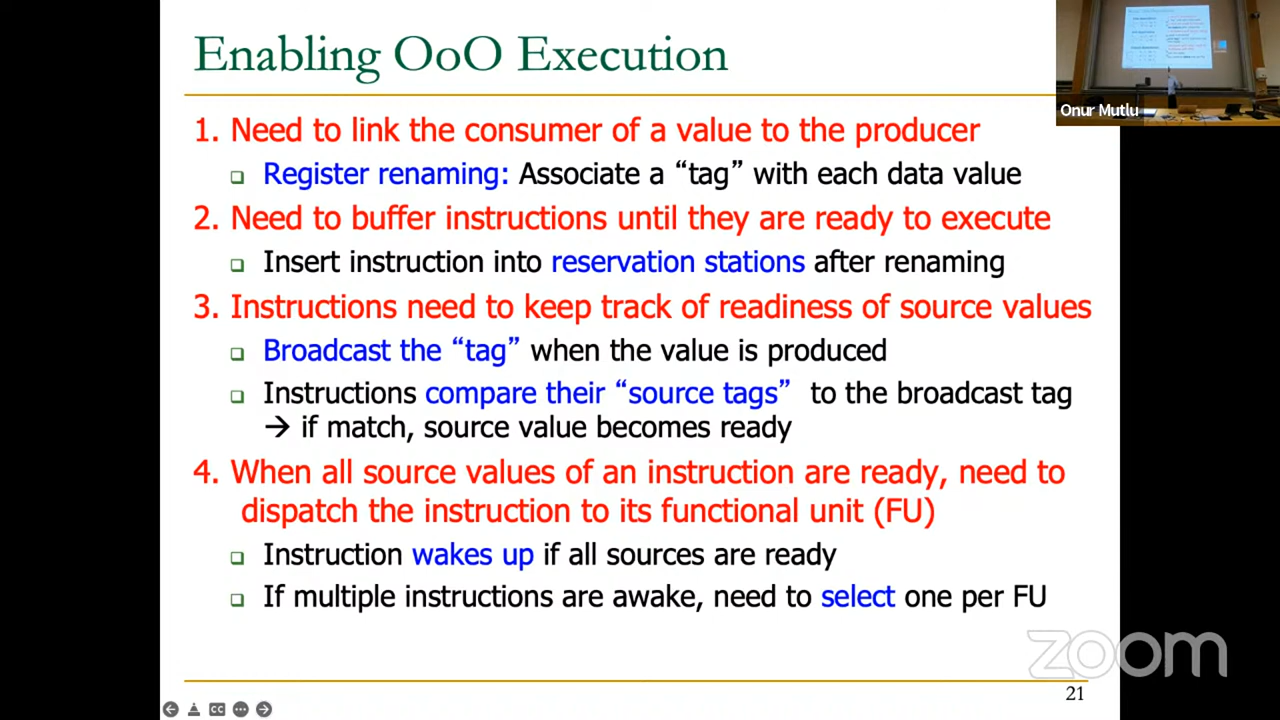 Enabling OoO Execution
Onur Mutlu
1. Need to link the consumer of a value to the producer
Register renaming: Associate a “tag” with each data value
2. Need to buffer instructions until they are ready to execute
Insert instruction into reservation stations after renaming
3. Instructions need to keep track of readiness of source values
Broadcast the “tag” when the value is produced
Instructions compare their “source tags” to the broadcast tag
→ if match, source value becomes ready
4. When all source values of an instruction are ready, need to
dispatch the instruction to its functional unit (FU)
Instruction wakes up if all sources are ready
If multiple instructions are awake, need to select one per FU
zoom
21
CC